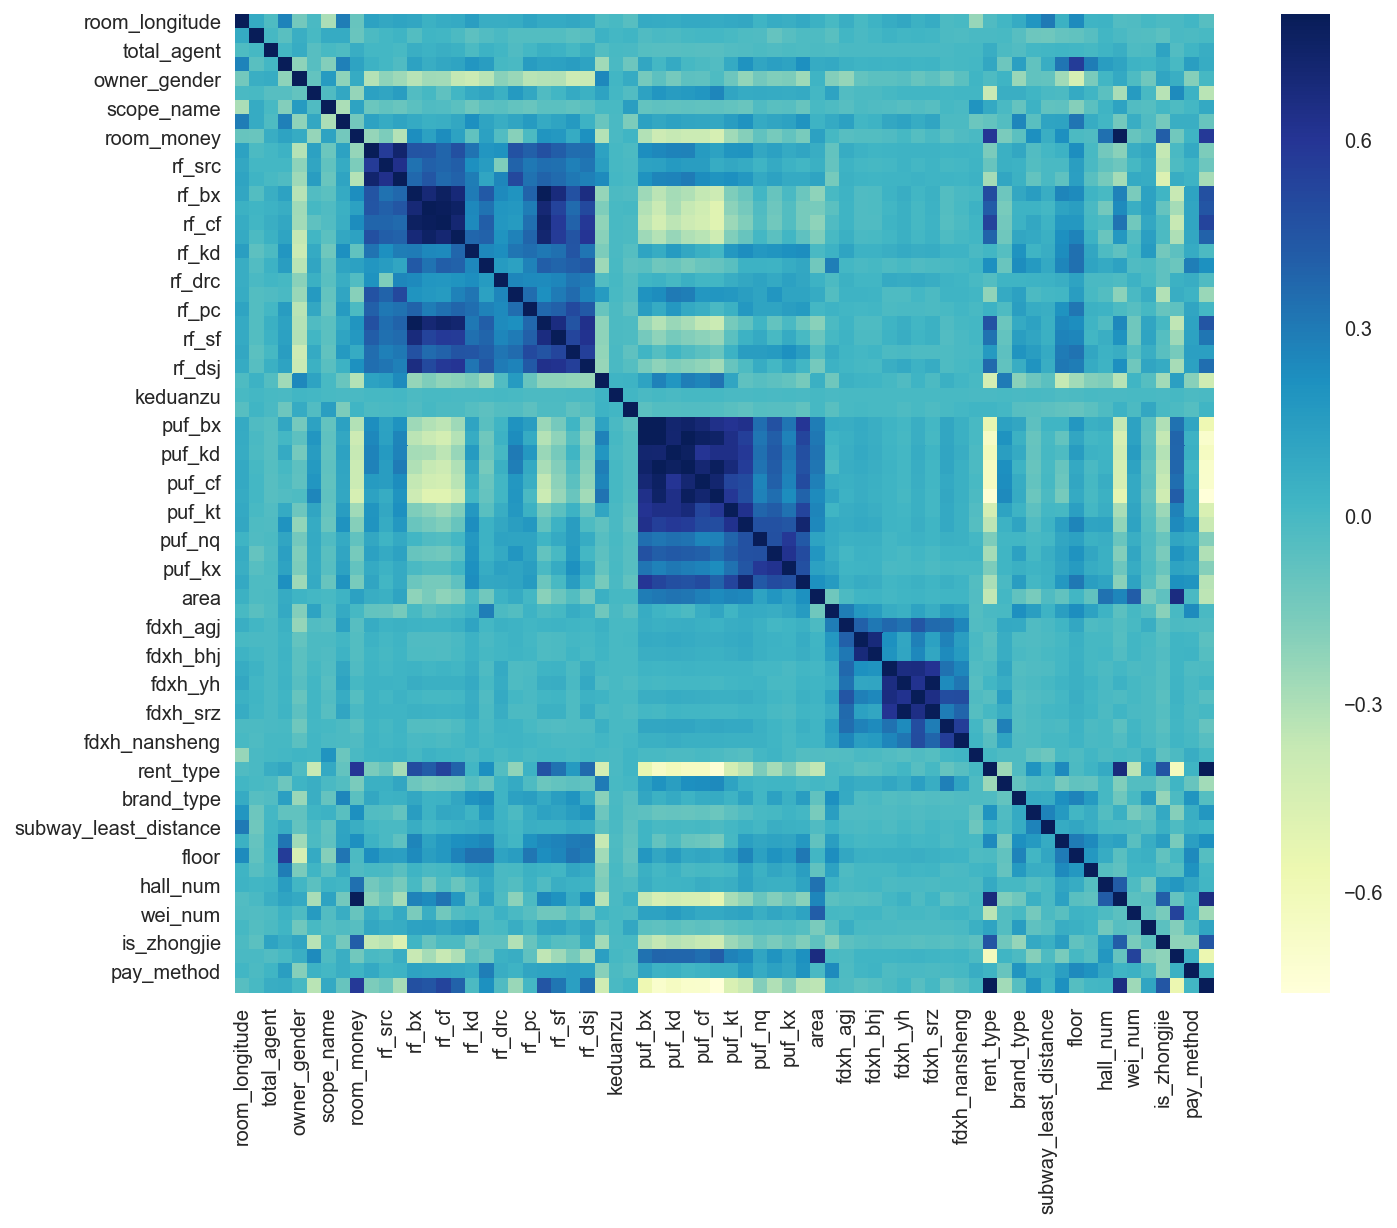 room_longitude
total_agent
owner_gender
scope_name
room_money
rf_src
rf_bx
rf_cf
rf_kd
rf_drc
rf_pc
rf_sf
rf_dsj
keduanzu
puf_bx
puf_kd
puf_cf
puf_kt
puf_nq
puf_kx
area
fdxh_agj
fdxh_bhj
fdxh_yh
fdxh_srz
fdxh_nansheng
rent_type
brand_type
subway_least_distance
floor
hall_num
wei_num
is_zhongjie
pay_method
room_longitude
total_agent
owner_gender
scope_name
room_money
rf_src
rf_bx
rf_cf
rf_kd
rf_drc
rf_pc
rf_sf
rf_dsj
keduanzu
puf_bx
puf_kd
puf_cf
puf_kt
puf_nq
puf_kx
area
fdxh_agj
fdxh_bhj
fdxh_yh
fdxh_srz
fdxh_nansheng
rent_type
brand_type
subway_least_distance
floor
hall_num
wei_num
is_zhongjie
pay_method
0.6
0.3
0.0
−0.3
−0.6